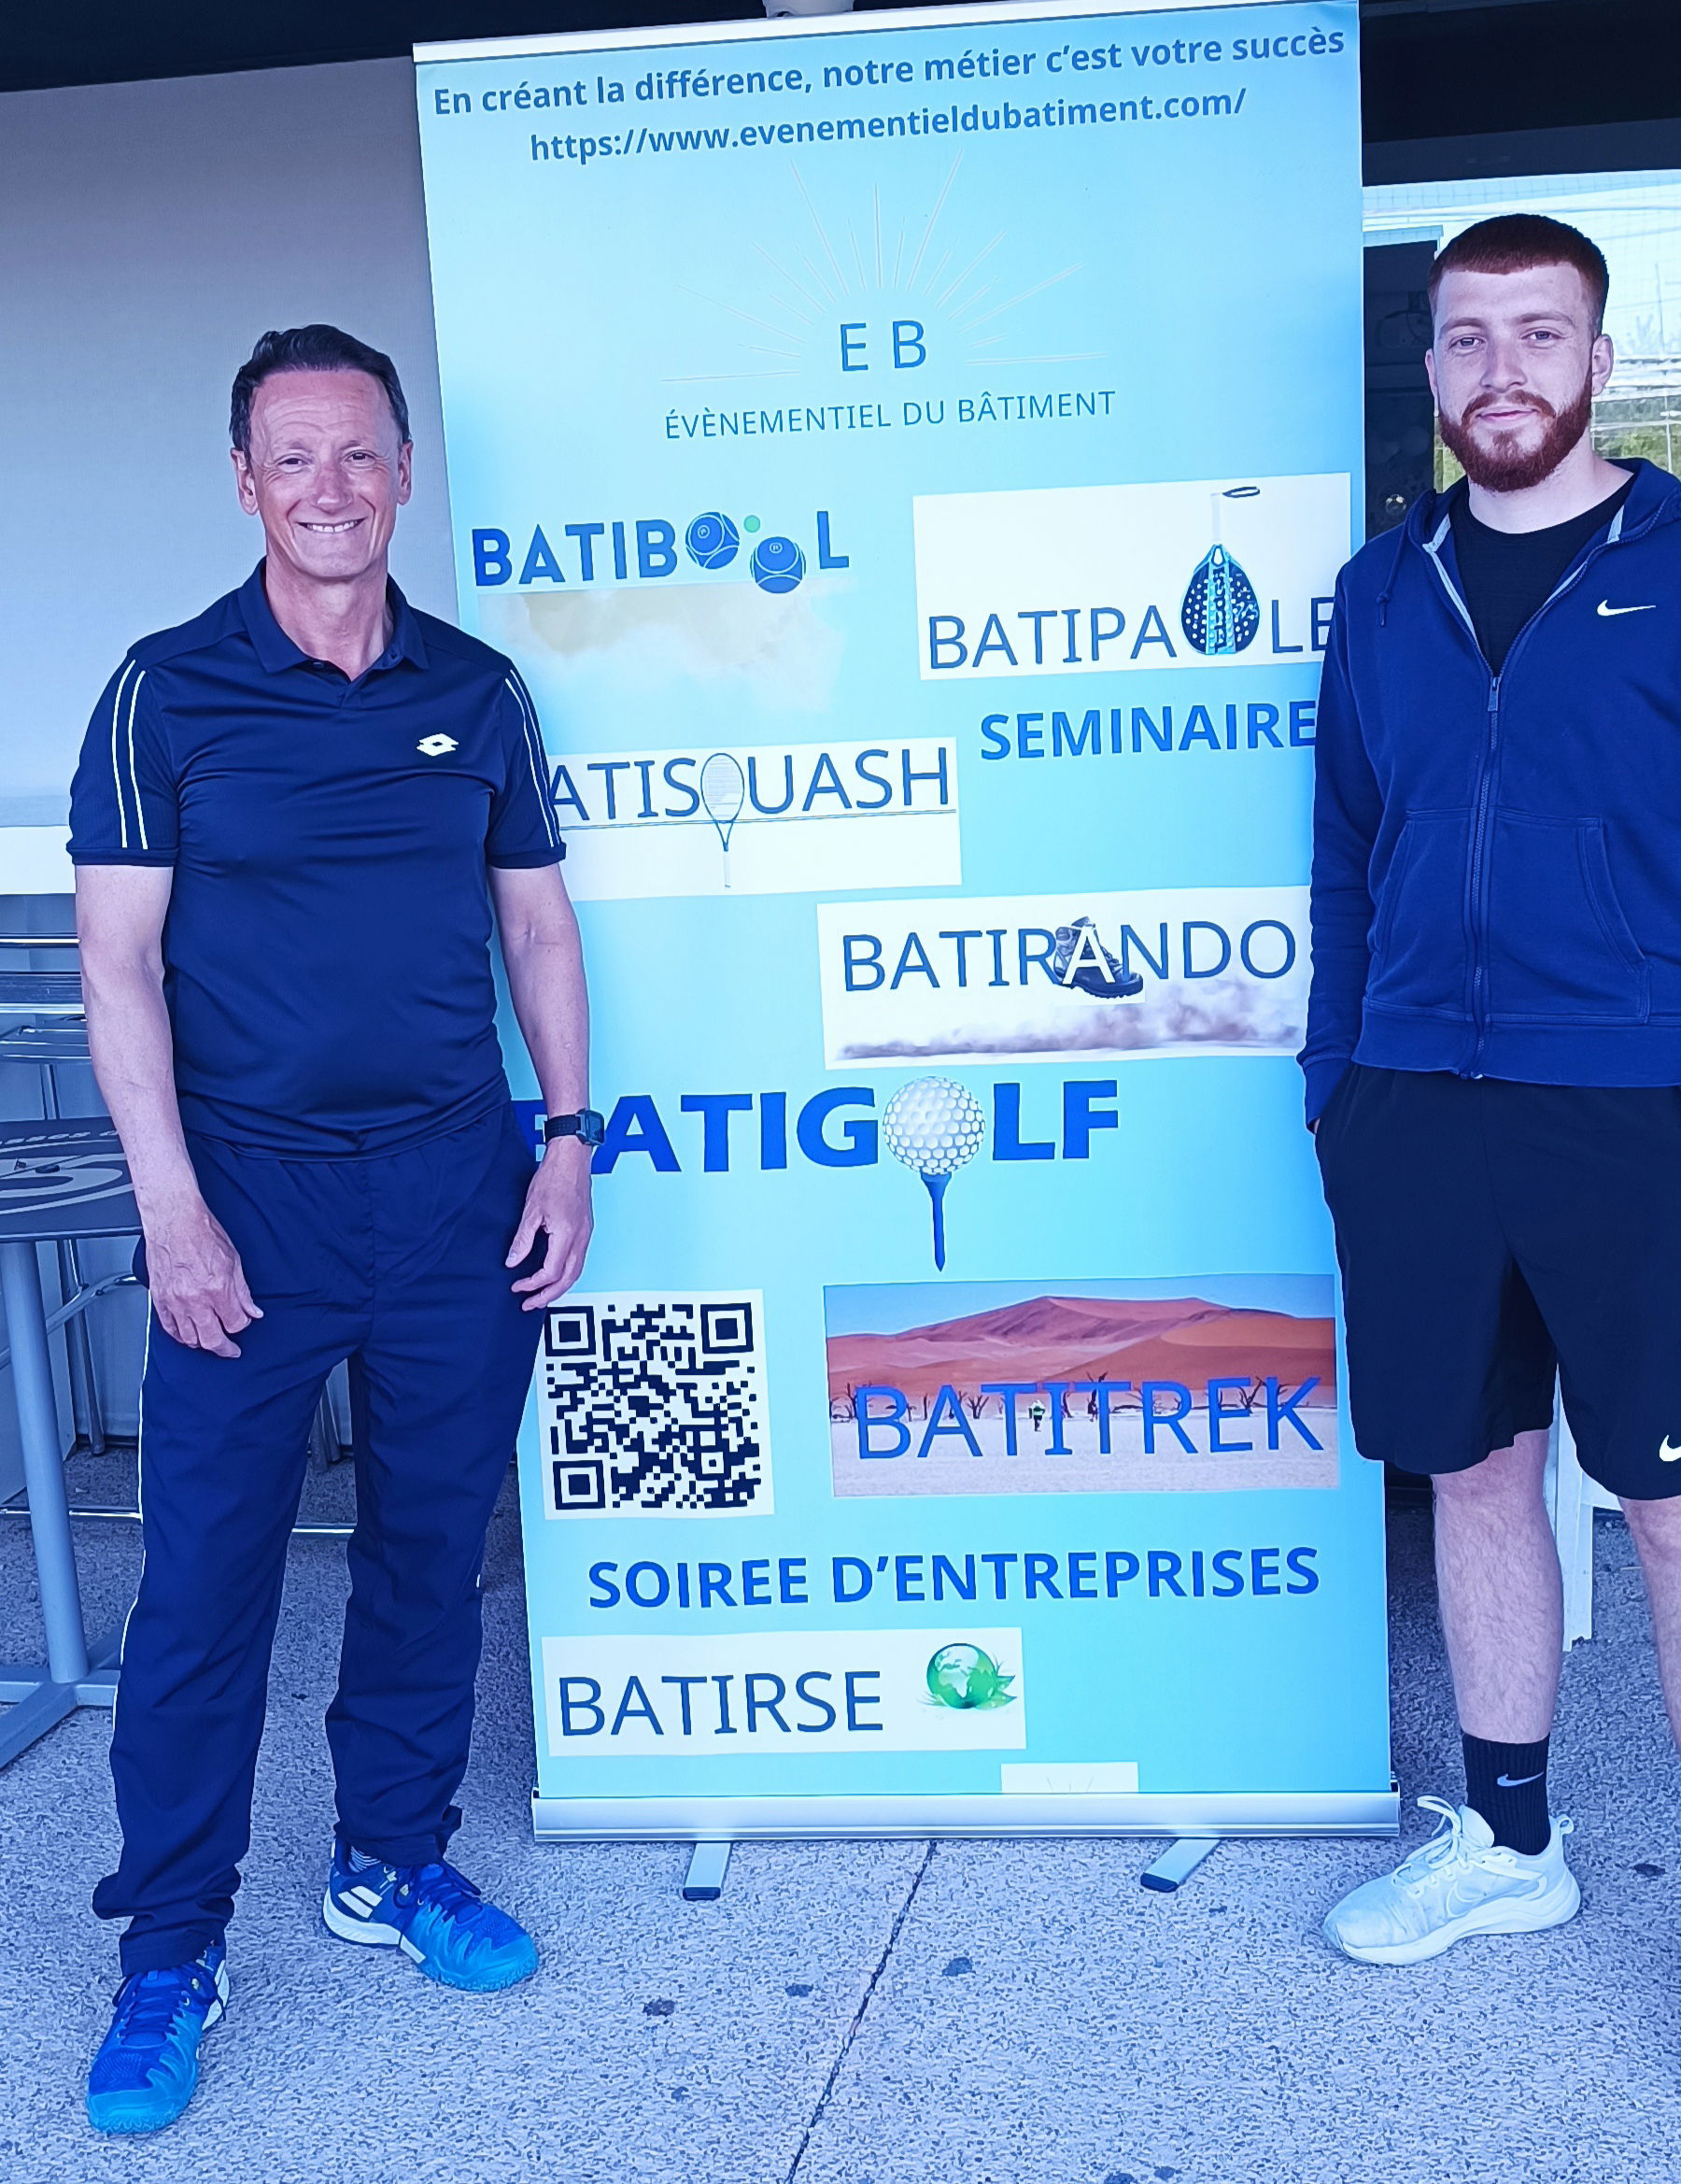 En créant la différence, notre métier c'est votre succès
https://www.evenementieldubatiment.com/
E B
ÉVÈNEMENTIEL DU BÂTIMENT
BATIBOOL
BATIPADLE
SEMINAIRE
ATISQUASH
BATIRANDO
BATIGOLF
BATITREK
SOIREE D'ENTREPRISES
BATIRSE